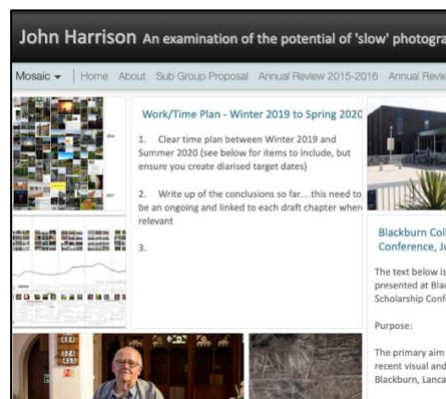 John Harrison An examination of the potential of 'slow' photogra
Mosaic Home About Sub Group Proposal Annual Review 2015-2016 Annual Revie
Work/Time Plan - Winter 2019 to Spring 2020
1. Clear time plan between Winter 2019 and
Summer 2020 (see below for items to include, but
ensure you create diarised target dates)
2. Write up of the conclusions so far...this need to
be an ongoing and linked to each draft chapter wher
relevant
3.
Blackburn Coll
Conference, Ju
The text below is
presented at Bla
Scholarship Conf
Purpose:
The primary aim
recent visual and
Blackburn, Lanca